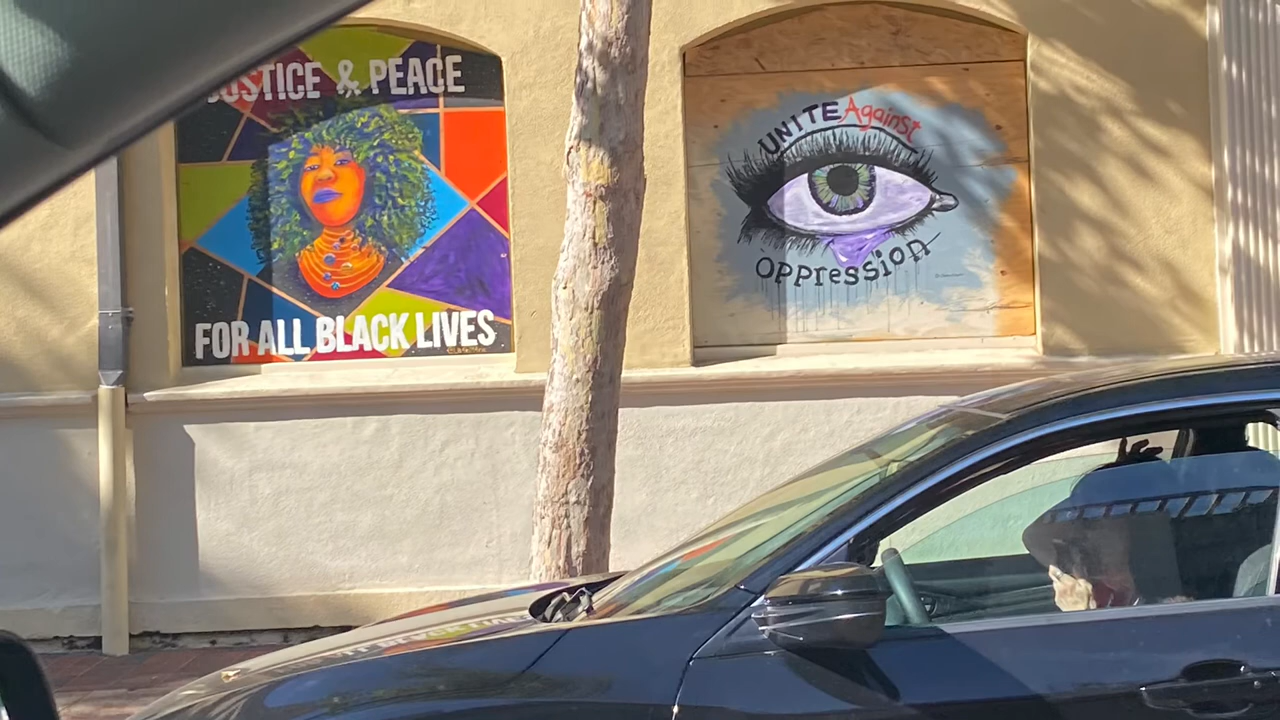 JUSTICE & PEACE
FOR ALL BLACK LIVES
UNITE Against
OPPression